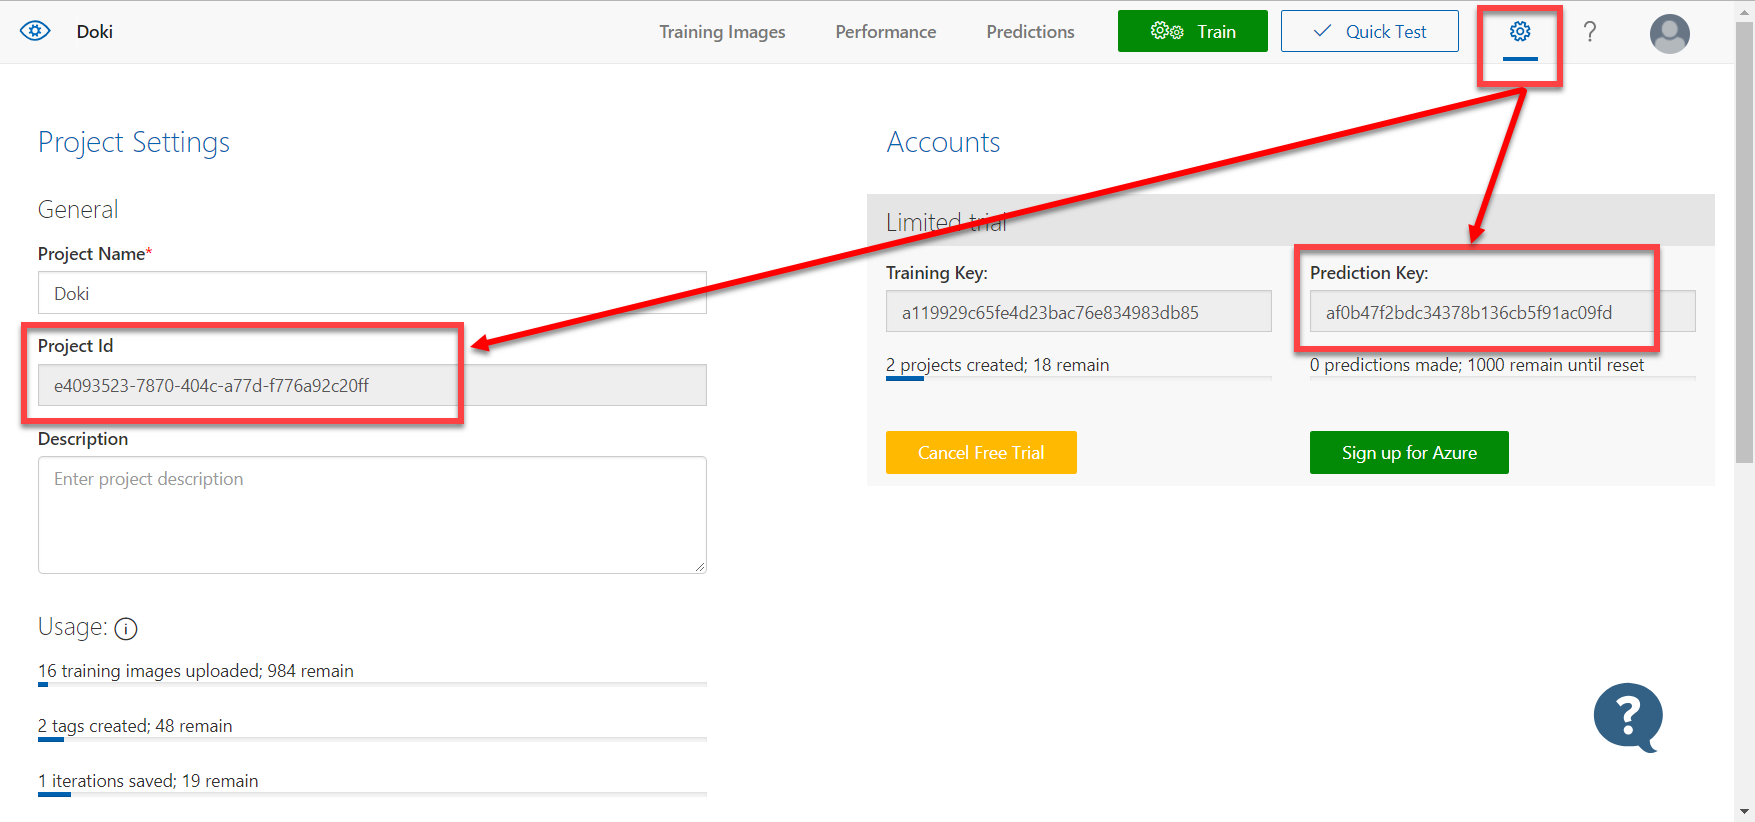 Doki
Training Images
Performance
Predictions
Train
Quick Test
?
Project Settings
General
Project Name*
Doki
Project Id
e4093523-7870-404c-a77d-f776a92c20ff
Description
Enter project description
Usage:
16 training images uploaded; 984 remain
2 tags created; 48 remain
1 iterations saved; 19 remain
Accounts
Limited trial
Training Key:
a119929c65fe4d23bac76e834983db85
2 projects created; 18 remain
Cancel Free Trial
Prediction Key:
af0b47f2bdc34378b136cb5f91ac09fd
0 predictions made; 1000 remain until reset
Sign up for Azure
?